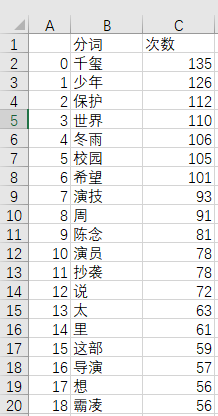 A B C
1 分词 次数
2 0 千玺 135
3 1 少年 126
4 2 保护 112
5 3 世界 110
6 4 冬雨 106
7 5 校园 105
8 6 希望 101
9 7 演技 93
10 8 周 91
11 9 陈念 81
12 10 演员 78
13 11 抄袭 78
14 12 说 72
15 13 太 63
16 14 里 61
17 15 这部 59
18 16 导演 57
19 17 想 56
20 18 霸凌 56